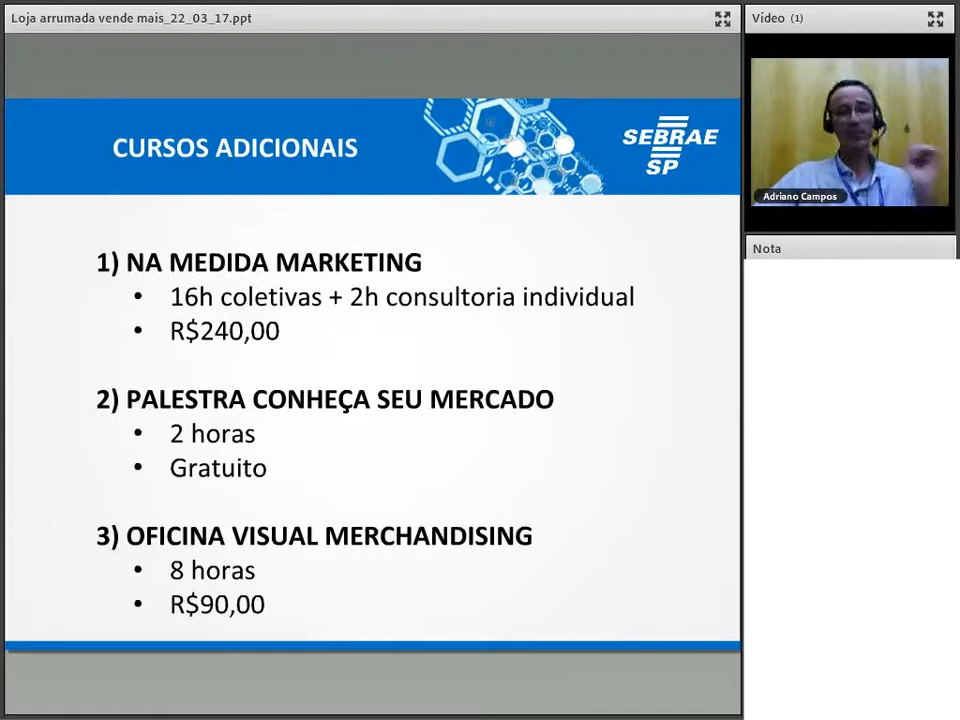 Loja arrumada vende mais_22_03_17.ppt
Vídeo (1)
CURSOS ADICIONAIS
SEBRAE
SP
Adriano Campos
Nota
1) NA MEDIDA MARKETING
• 16h coletivas + 2h consultoria individual
• R$240,00
2) PALESTRA CONHEÇA SEU MERCADO
• 2 horas
• Gratuito
3) OFICINA VISUAL MERCHANDISING
• 8 horas
• R$90,00